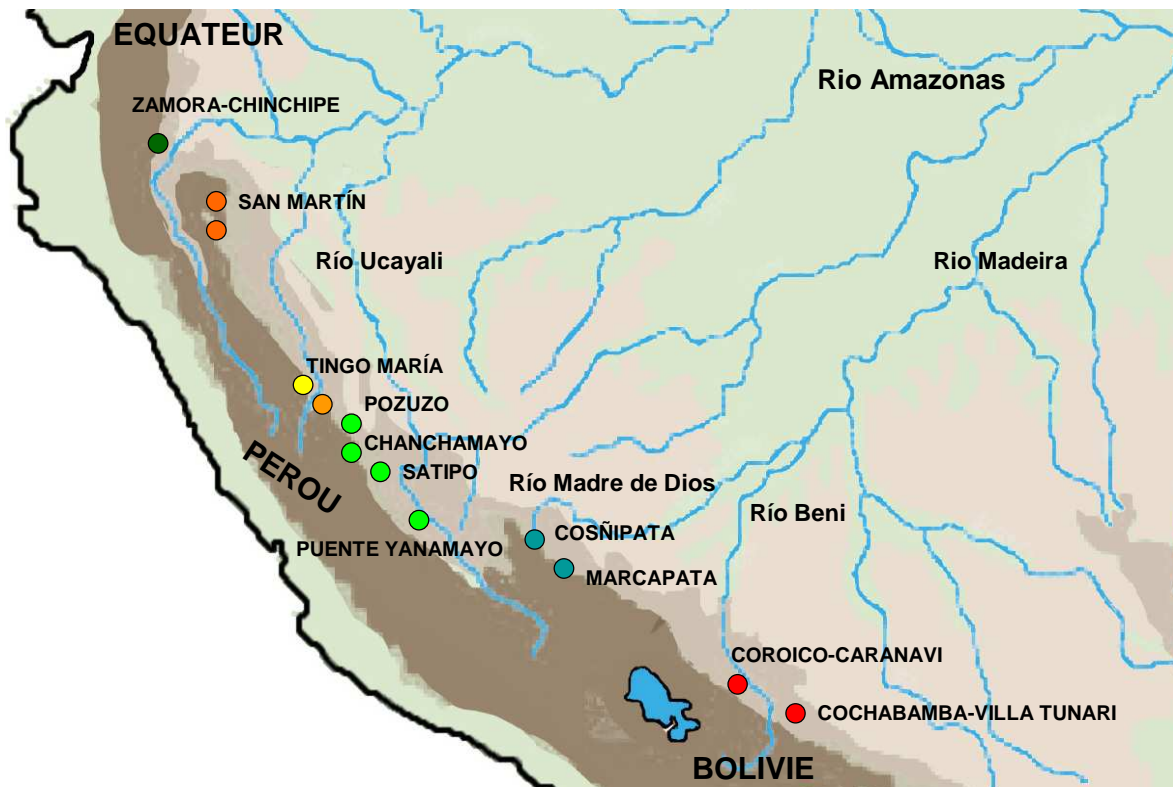 EQUATEUR
Rio Amazonas
ZAMORA-CHINCHIPE
SAN MARTÍN
Río Ucayali
Rio Madeira
TINGO MARÍA
POZUZO
CHANCHAMAYO
PEROU
SATIPO
Río Madre de Dios
Río Beni
COSÑIPATA
PUENTE YANAMAYO
MARCAPATA
COROICO-CARANAVI
COCHABAMBA-VILLA TUNARI
BOLIVIE